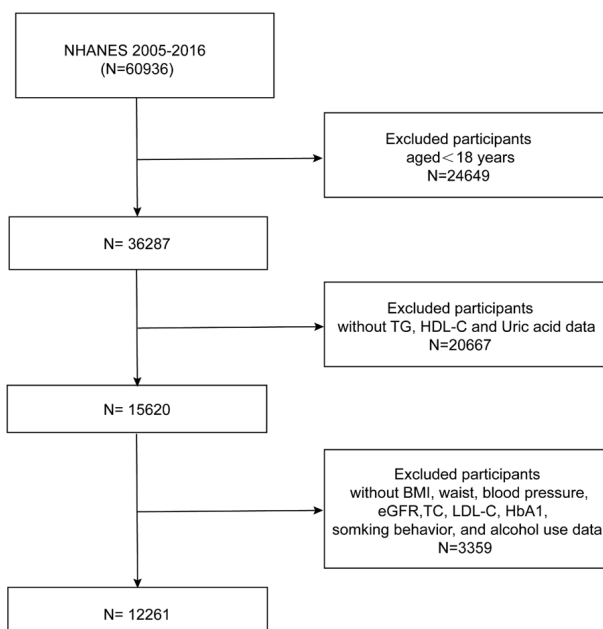 NHANES 2005-2016
(N=60936)
Excluded participants
aged＜18 years
N=24649
N= 36287
Excluded participants
without TG, HDL-C and Uric acid data
N=20667
N= 15620
Excluded participants
without BMI, waist, blood pressure,
eGFR,TC, LDL-C, HbA1,
somking behavior, and alcohol use data
N=3359
N= 12261